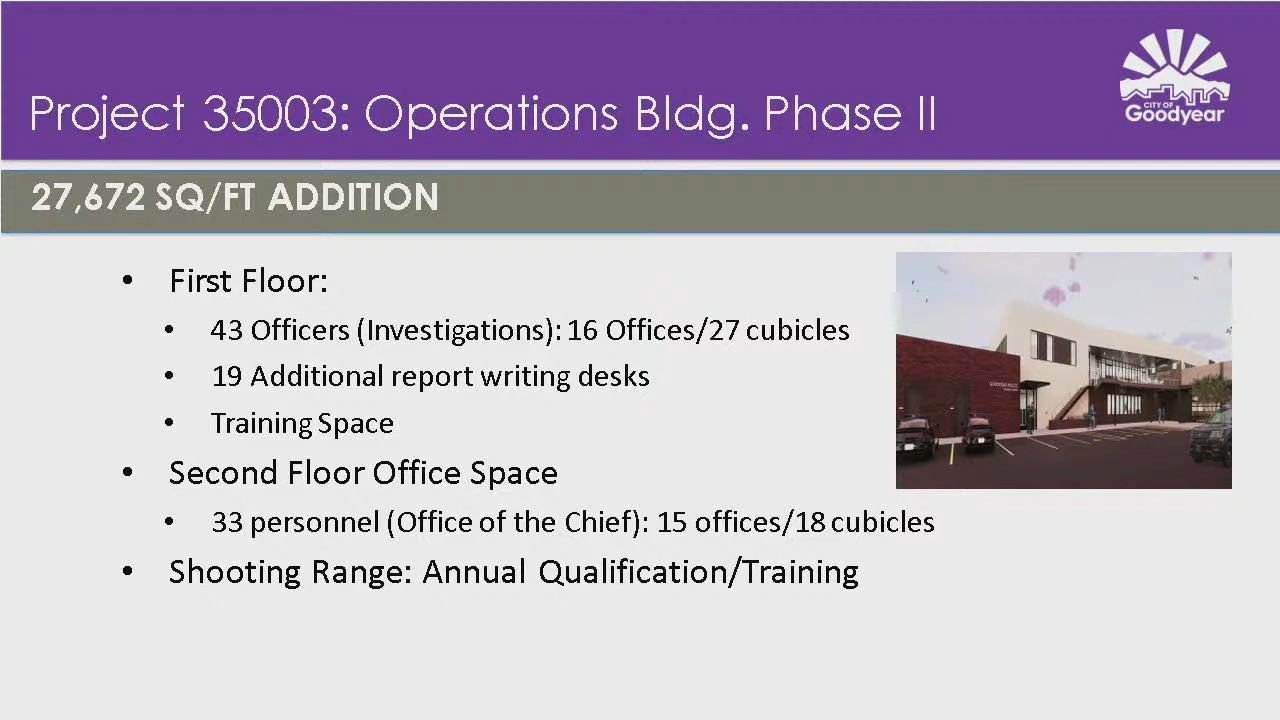 Project 35003: Operations Bldg. Phase II
CITY OF
Goodyear
27,672 SQ/FT ADDITION
• First Floor:
• 43 Officers (Investigations): 16 Offices/27 cubicles
• 19 Additional report writing desks
• Training Space
• Second Floor Office Space
• 33 personnel (Office of the Chief): 15 offices/18 cubicles
• Shooting Range: Annual Qualification/Training
GOODYEAR POLICE